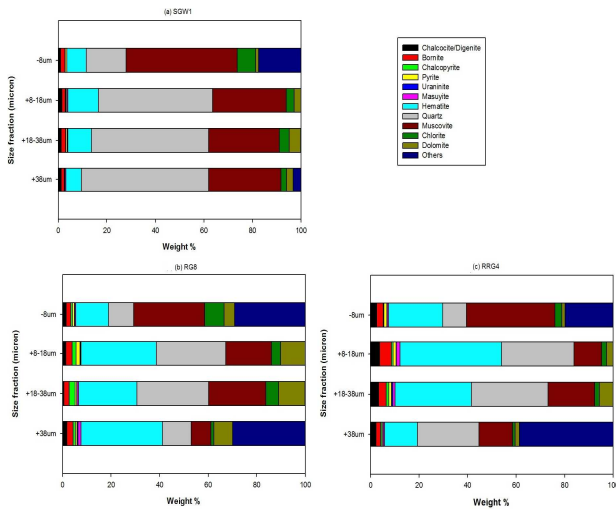 (a) SGW1
Size fraction (micron)
-8um
+8-18um
+18-38um
+38um
0 20 40 60 80 100
Weight %
Chalcocite/Digenite
Bornite
Chalcopyrite
Pyrite
Uraninite
Masuyite
Hematite
Quartz
Muscovite
Chlorite
Dolomite
Others
(b) RG8
Size fraction (micron)
-8um
+8-18um
+18-38um
+38um
0 20 40 60 80 100
Weight %
(c) RRG4
Size fraction (micron)
-8um
+8-18um
+18-38um
+38um
0 20 40 60 80 100
Weight %